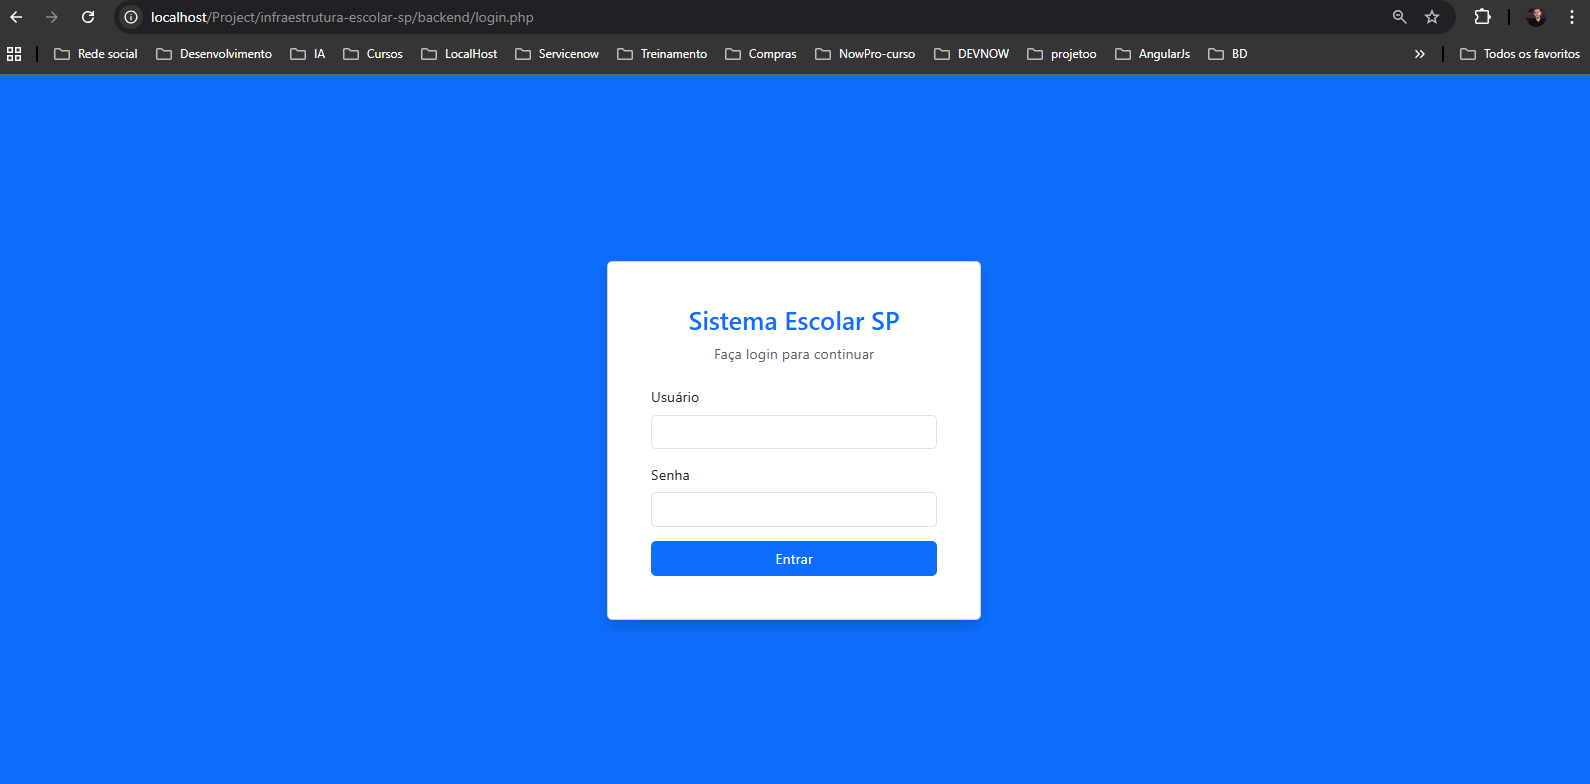 localhost/Project/infraestrutura-escolar-sp/backend/login.php
Rede social Desenvolvimento IA Cursos LocalHost Servicenow Treinamento Compras NowPro-curso DEVNOW projetoo AngularJs BD » Todos os favoritos
Sistema Escolar SP
Faça login para continuar
Usuário
Senha
Entrar